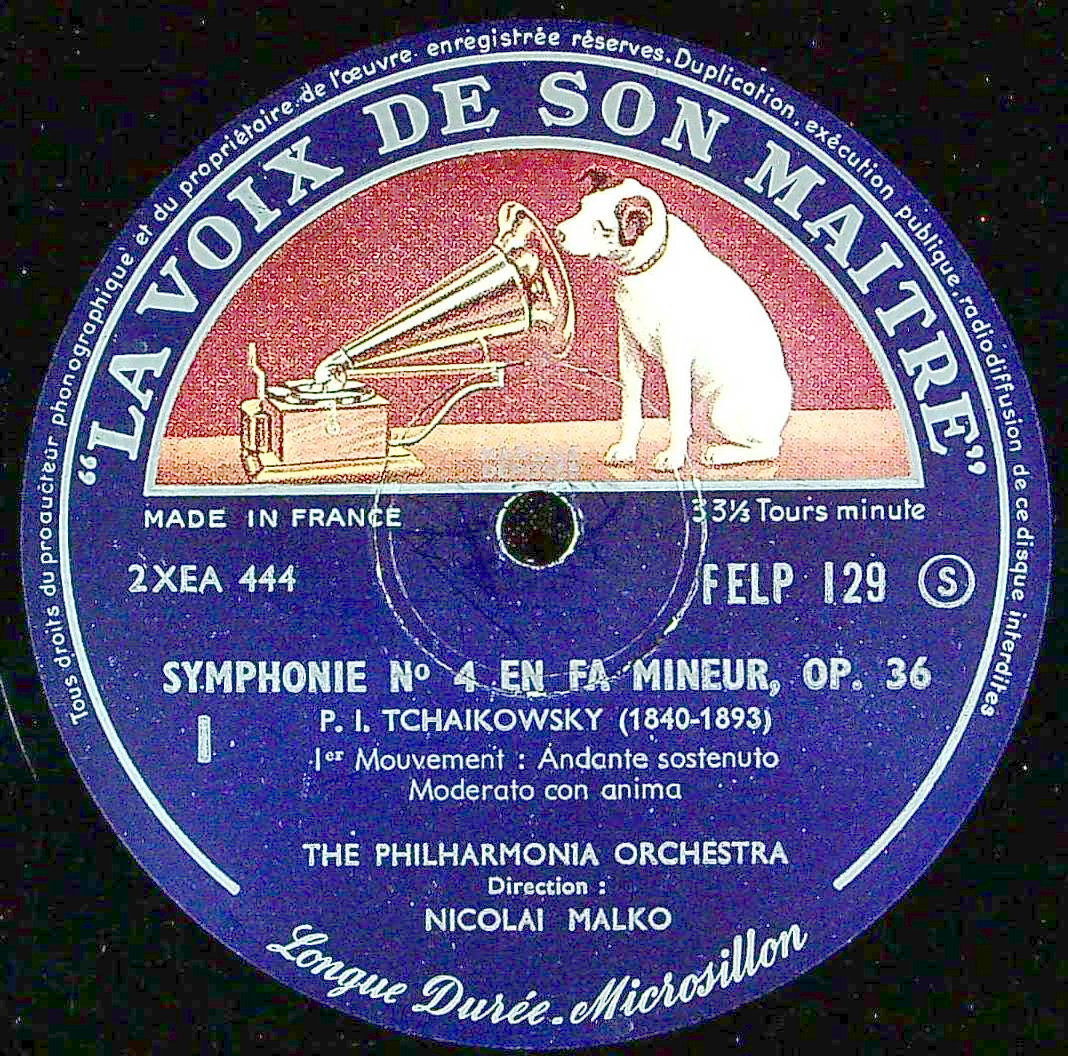 Tous droits du producteur phonographique et du propriétaire de l'œuvre enregistrée réserves. Duplication, exécution publique, radiodiffusion de ce disque interdites
“LA VOIX DE SON MAITRE”
MADE IN FRANCE
33⅓ Tours minute
2XEA 444
FELP 129 Ⓢ
SYMPHONIE Nº 4 EN FA MINEUR, OP. 36
P. I. TCHAIKOWSKY (1840-1893)
I
1er Mouvement : Andante sostenuto
Moderato con anima
THE PHILHARMONIA ORCHESTRA
Direction :
NICOLAI MALKO
Longue Durée-Microsillon